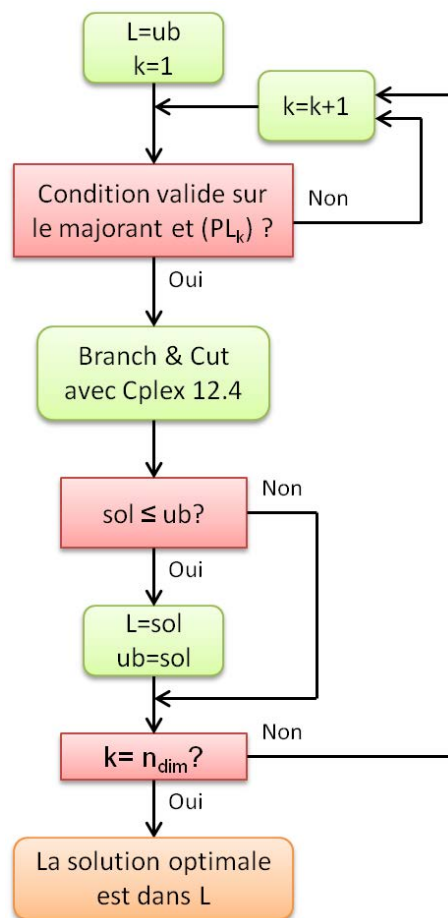 L=ub
k=1
k=k+1
Condition valide sur
le majorant et (PLk) ?
Non
Oui
Branch & Cut
avec Cplex 12.4
sol ≤ ub?
Non
Oui
L=sol
ub=sol
k= ndim?
Non
Oui
La solution optimale
est dans L